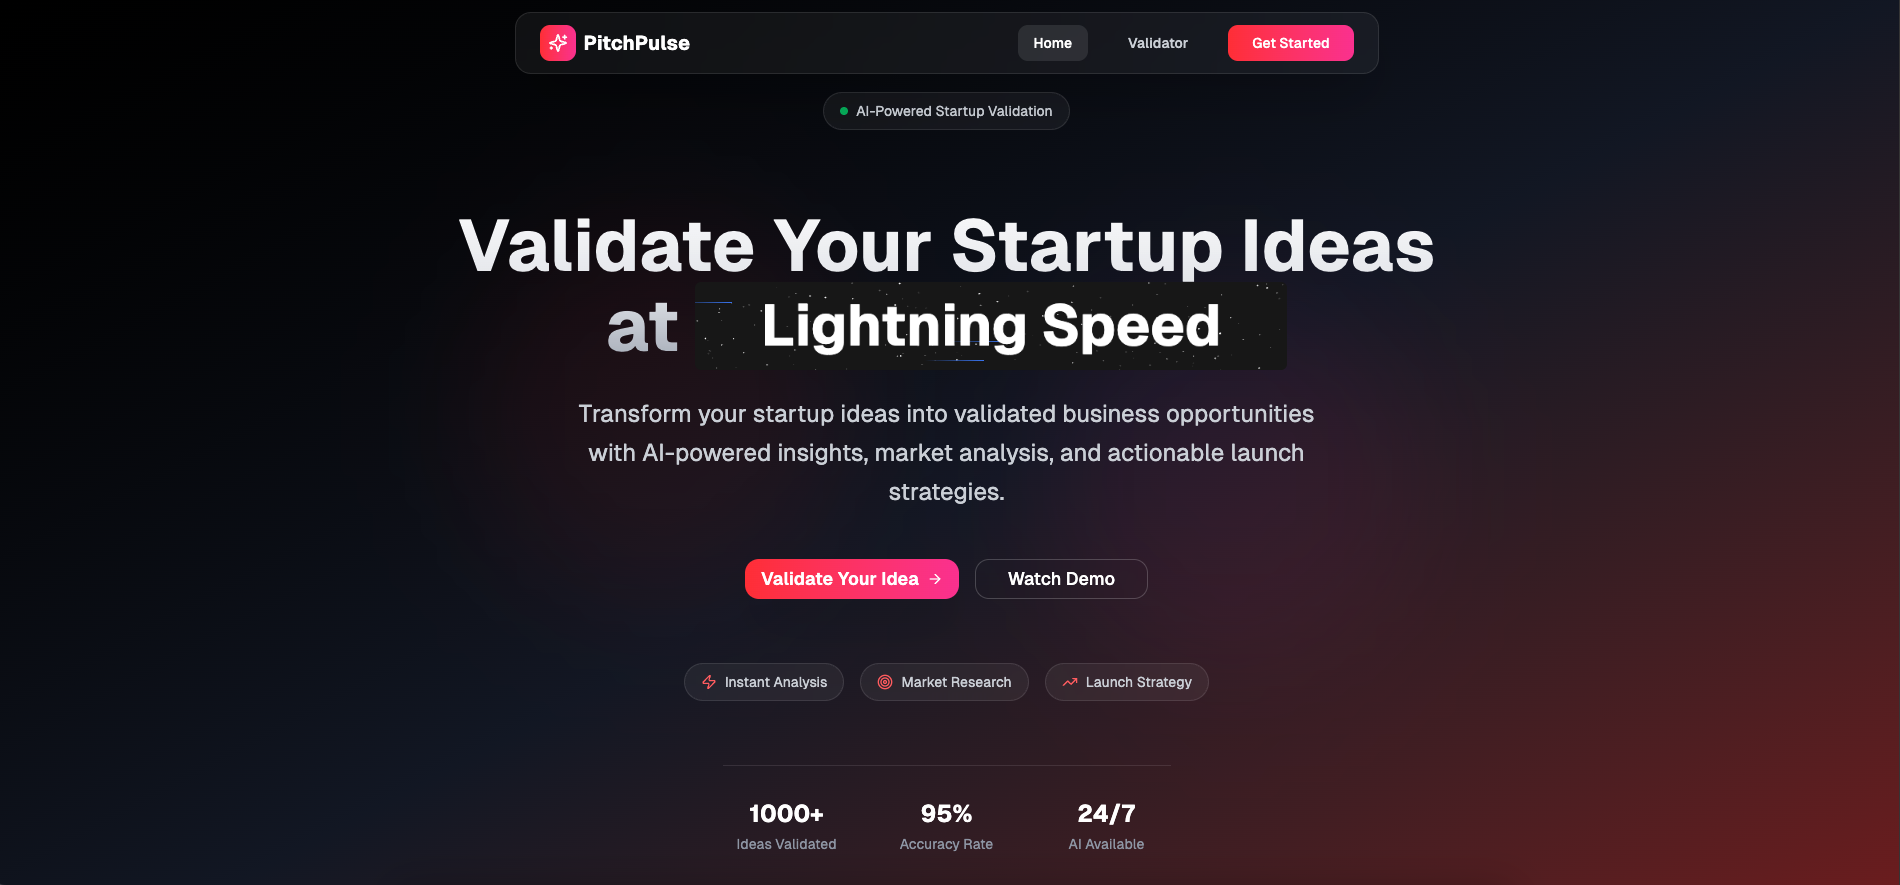 PitchPulse
Home
Validator
Get Started
AI-Powered Startup Validation
Validate Your Startup Ideas
at Lightning Speed
Transform your startup ideas into validated business opportunities
with AI-powered insights, market analysis, and actionable launch
strategies.
Validate Your Idea →
Watch Demo
Instant Analysis
Market Research
Launch Strategy
1000+
Ideas Validated
95%
Accuracy Rate
24/7
AI Available